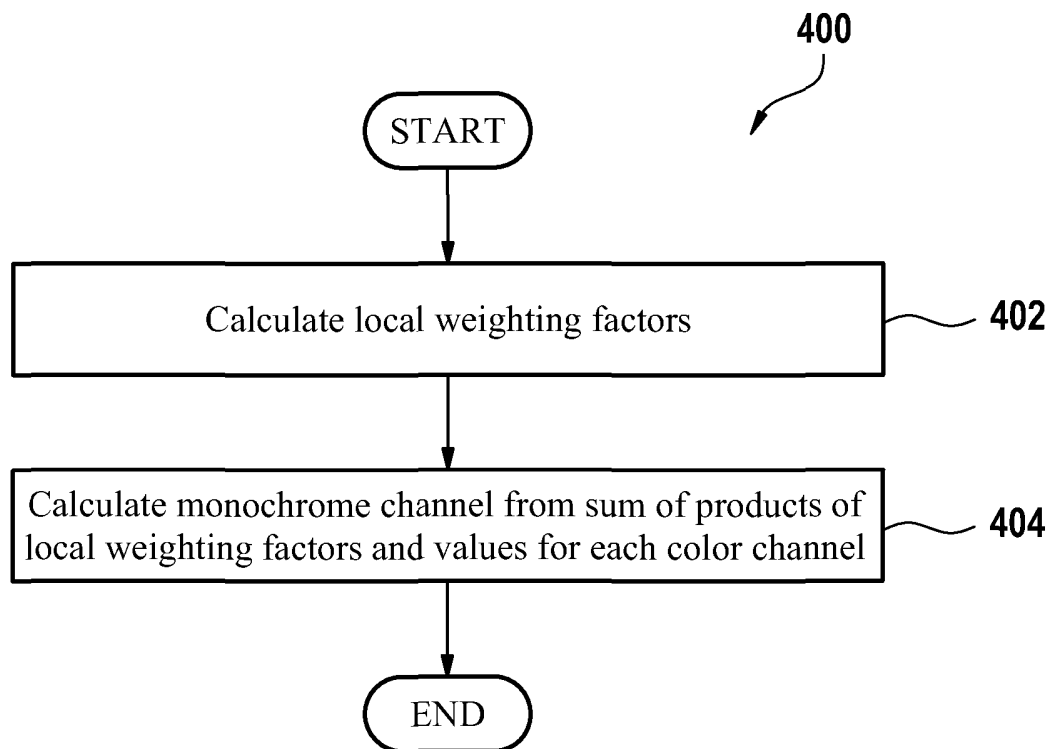 400
START
Calculate local weighting factors
402
Calculate monochrome channel from sum of products of
local weighting factors and values for each color channel
404
END